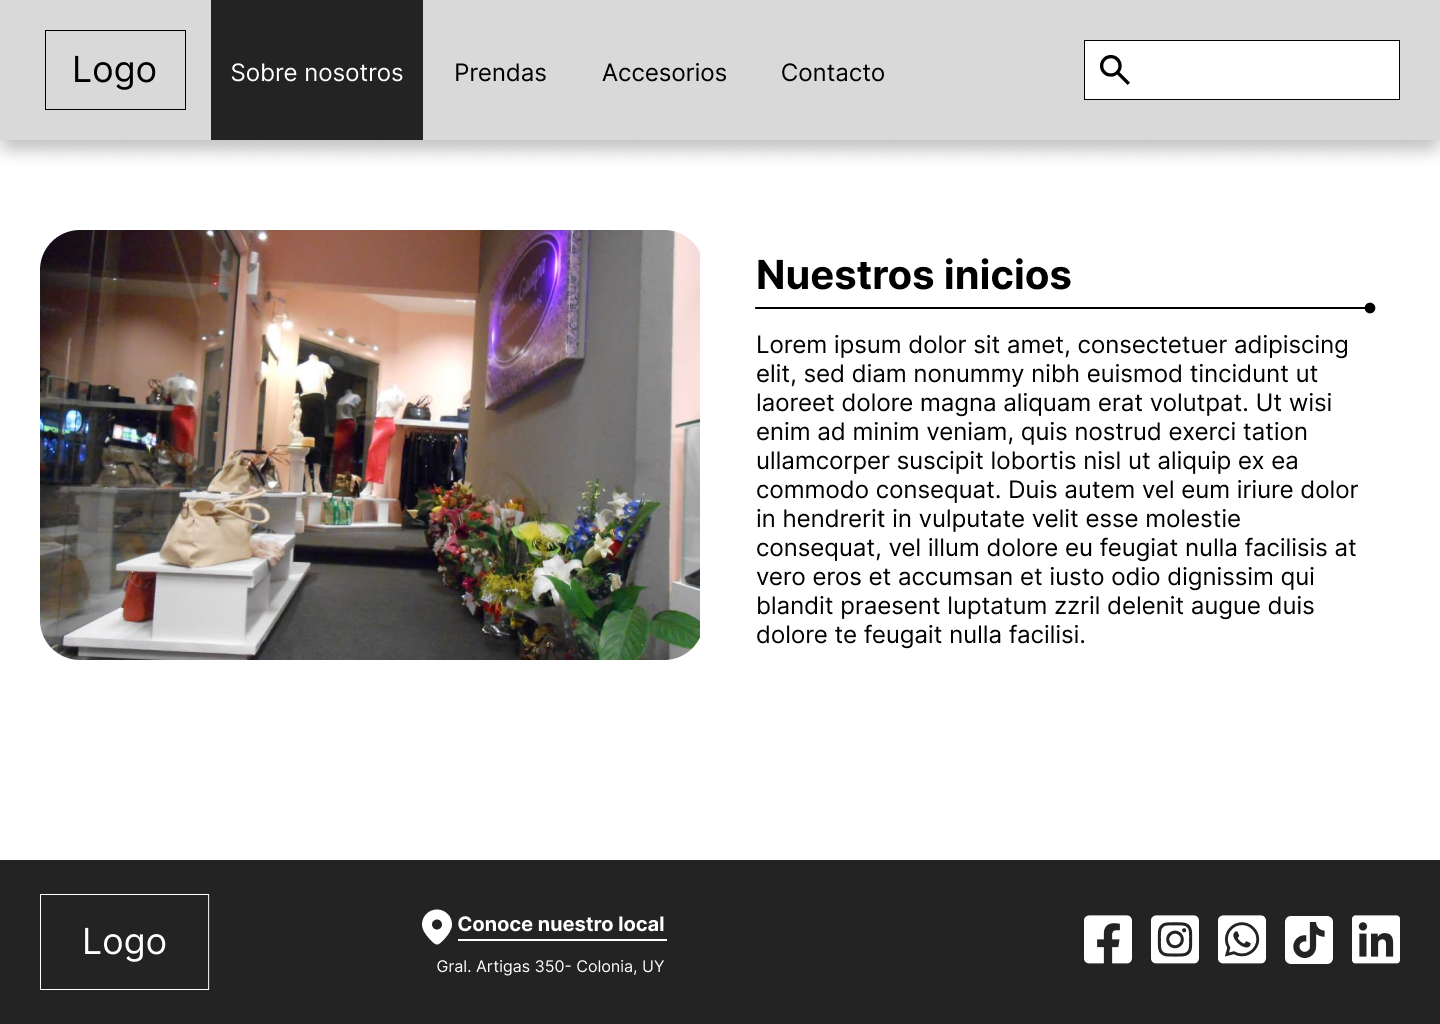 Logo
Sobre nosotros
Prendas
Accesorios
Contacto
Nuestros inicios
Lorem ipsum dolor sit amet, consectetuer adipiscing
elit, sed diam nonummy nibh euismod tincidunt ut
laoreet dolore magna aliquam erat volutpat. Ut wisi
enim ad minim veniam, quis nostrud exerci tation
ullamcorper suscipit lobortis nisl ut aliquip ex ea
commodo consequat. Duis autem vel eum iriure dolor
in hendrerit in vulputate velit esse molestie
consequat, vel illum dolore eu feugiat nulla facilisis at
vero eros et accumsan et iusto odio dignissim qui
blandit praesent luptatum zzril delenit augue duis
dolore te feugait nulla facilisi.
Logo
Conoce nuestro local
Gral. Artigas 350- Colonia, UY